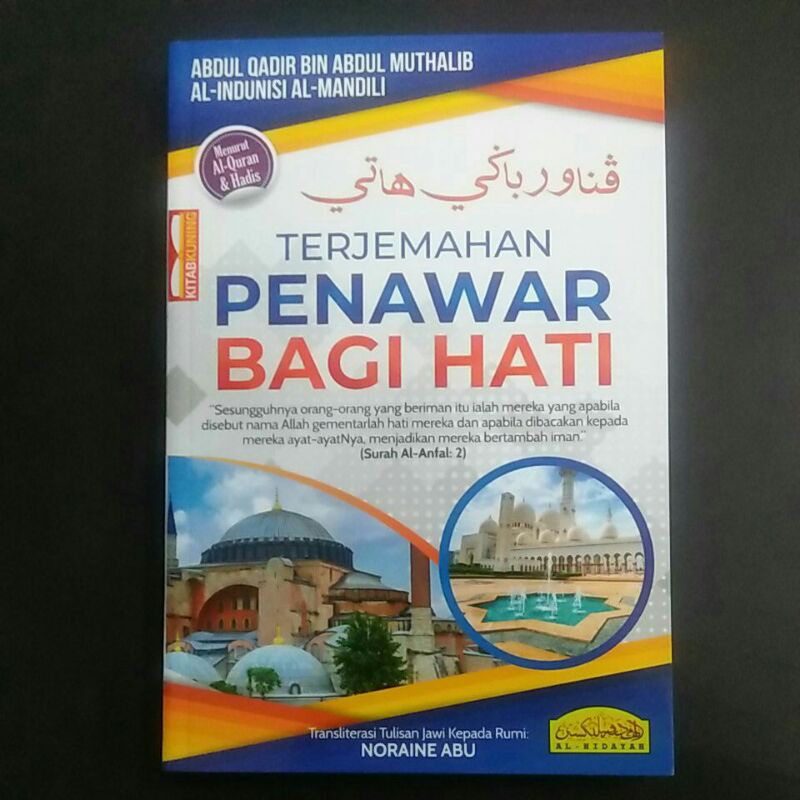 ABDUL QADIR BIN ABDUL MUTHALIB
AL-INDUNISI AL-MANDILI
Menurut
Al-Quran
& Hadis
ڤناور باݢي هاتي
KITABKUNING
TERJEMAHAN
PENAWAR
BAGI HATI
"Sesungguhnya orang-orang yang beriman itu ialah mereka yang apabila
disebut nama Allah gementarlah hati mereka dan apabila dibacakan kepada
mereka ayat-ayatNya, menjadikan mereka bertambah iman."
(Surah Al-Anfal: 2)
Transliterasi Tulisan Jawi Kepada Rumi:
NORAINE ABU
AL-HIDAYAH